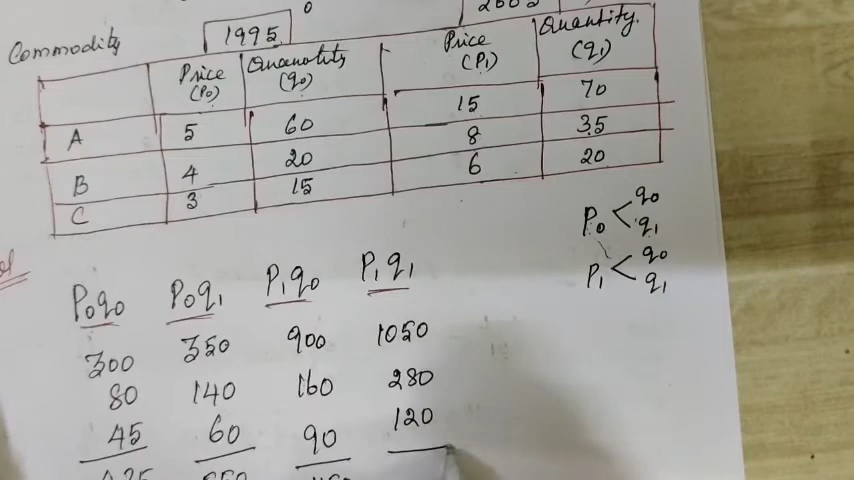 Commodity 1995
Price (P0) Quanatity (q0) Price (P1) Quantity. (q1)
A 5 60 15 70
B 4 20 8 35
C 3 15 6 20
P0 < q0 q1
P1 < q0 q1
P0q0 P0q1 P1q0 P1q1
300 350 900 1050
80 140 160 280
45 60 90 120